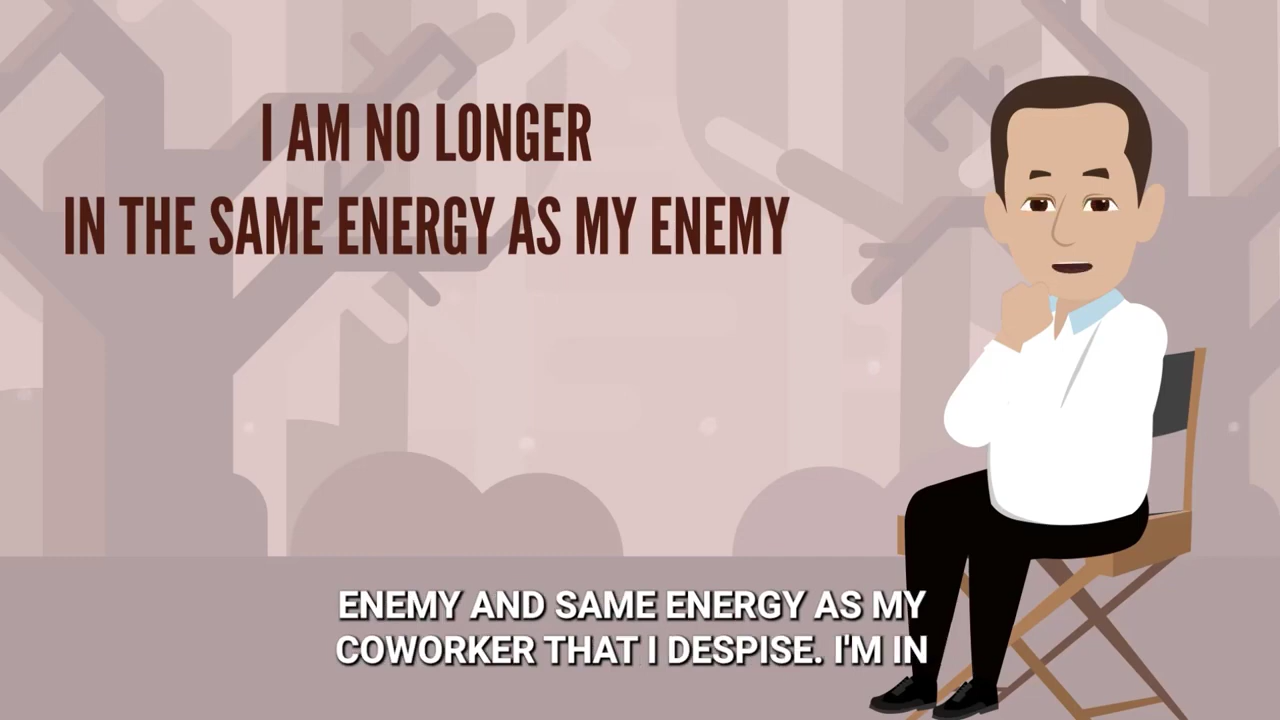 I AM NO LONGER
IN THE SAME ENERGY AS MY ENEMY
ENEMY AND SAME ENERGY AS MY
COWORKER THAT I DESPISE. I'M IN